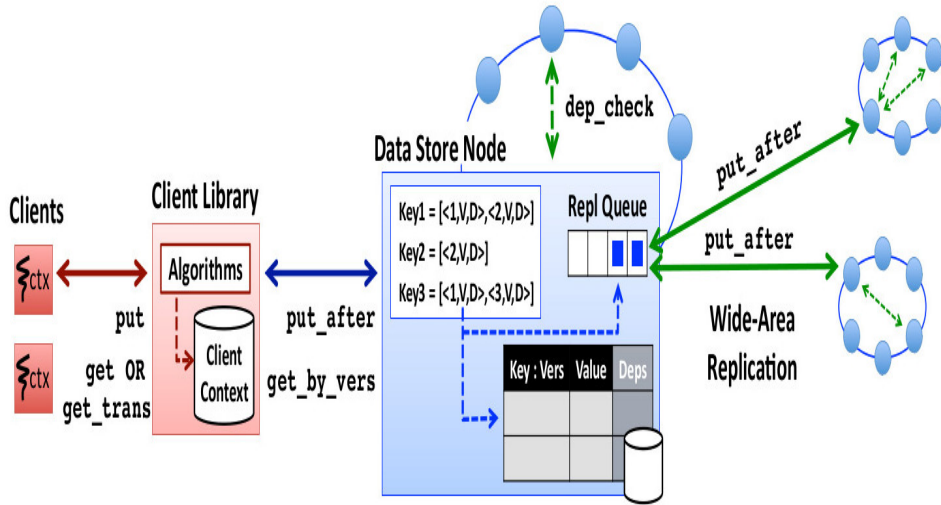 dep_check
Data Store Node
put_after
Clients
Client Library
Key1 = [<1,V,D>,<2,V,D>]
Key2 = [<2,V,D>]
Key3 = [<1,V,D>,<3,V,D>]
Repl Queue
put_after
ctx
Algorithms
put
put_after
Wide-Area
Replication
ctx
get OR
get_trans
Client
Context
get_by_vers
Key : Vers Value Deps